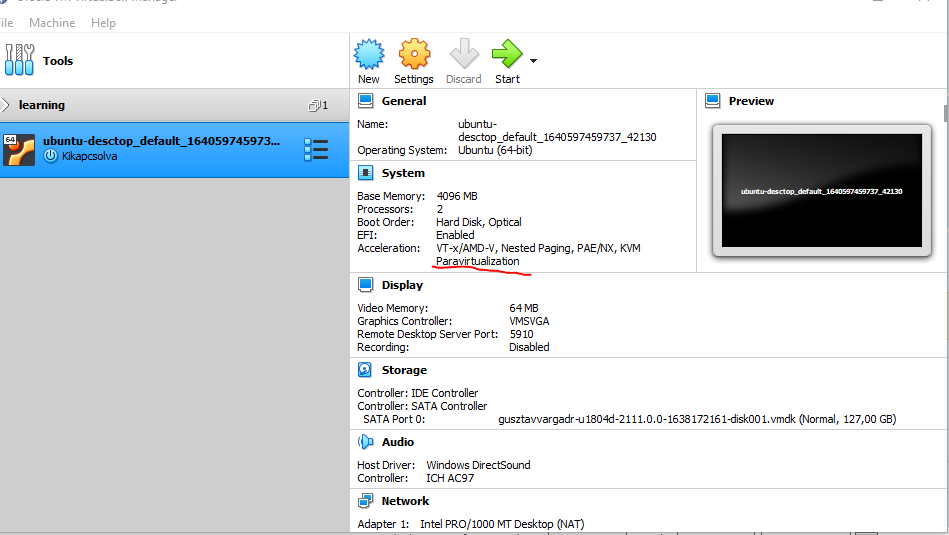 File Machine Help
Tools
New Settings Discard Start
learning 1
64 ubuntu-desctop_default_164059745973...
Kikapcsolva
General
Name: ubuntu-
desctop_default_1640597459737_42130
Operating System: Ubuntu (64-bit)
System
Base Memory: 4096 MB
Processors: 2
Boot Order: Hard Disk, Optical
EFI: Enabled
Acceleration: VT-x/AMD-V, Nested Paging, PAE/NX, KVM
Paravirtualization
Preview
ubuntu-desctop_default_1640597459737_42130
Display
Video Memory: 64 MB
Graphics Controller: VMSVGA
Remote Desktop Server Port: 5910
Recording: Disabled
Storage
Controller: IDE Controller
Controller: SATA Controller
SATA Port 0: gusztavvargadr-u1804d-2111.0.0-1638172161-disk001.vmdk (Normal, 127,00 GB)
Audio
Host Driver: Windows DirectSound
Controller: ICH AC97
Network
Adapter 1: Intel PRO/1000 MT Desktop (NAT)